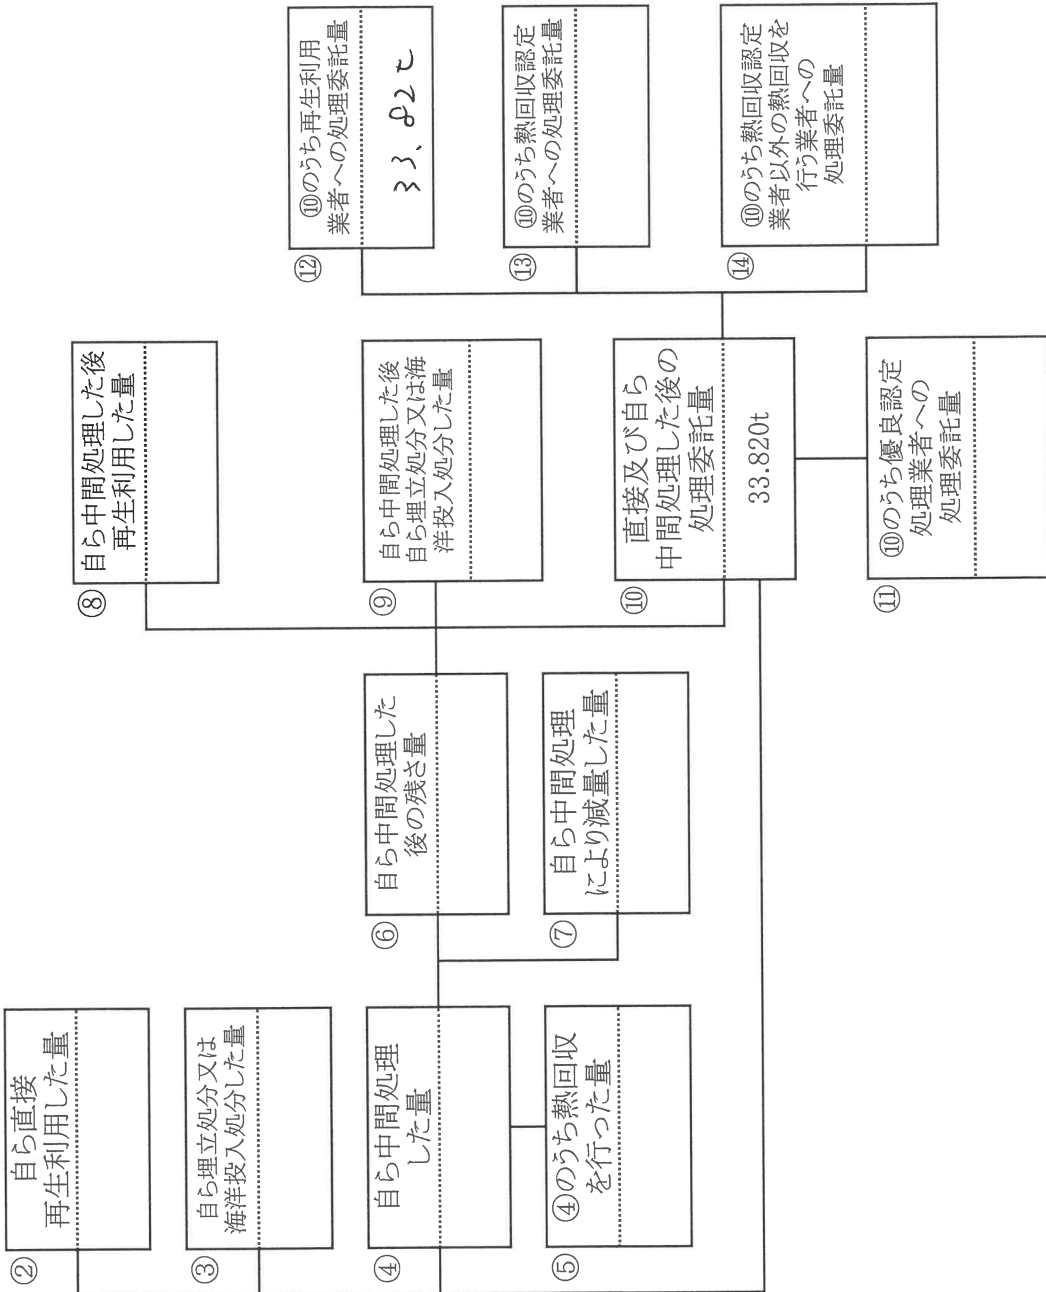 ②
自ら直接
再生利用した量
③
自ら埋立処分又は
海洋投入処分した量
④
自ら中間処理
した量
⑤
④のうち熱回収
を行った量
⑥
自ら中間処理した
後の残さ量
⑦
自ら中間処理
により減量した量
⑧
自ら中間処理した後
再生利用した量
⑨
自ら中間処理した後
自ら埋立処分又は海
洋投入処分した量
⑩
直接及び自ら
中間処理した後の
処理委託量
33.820t
⑪
⑩のうち優良認定
処理業者への
処理委託量
⑫
⑩のうち再生利用
業者への処理委託量
33.82t
⑬
⑩のうち熱回収認定
業者への処理委託量
⑭
⑩のうち熱回収認定
業者以外の熱回収を
行う業者への
処理委託量